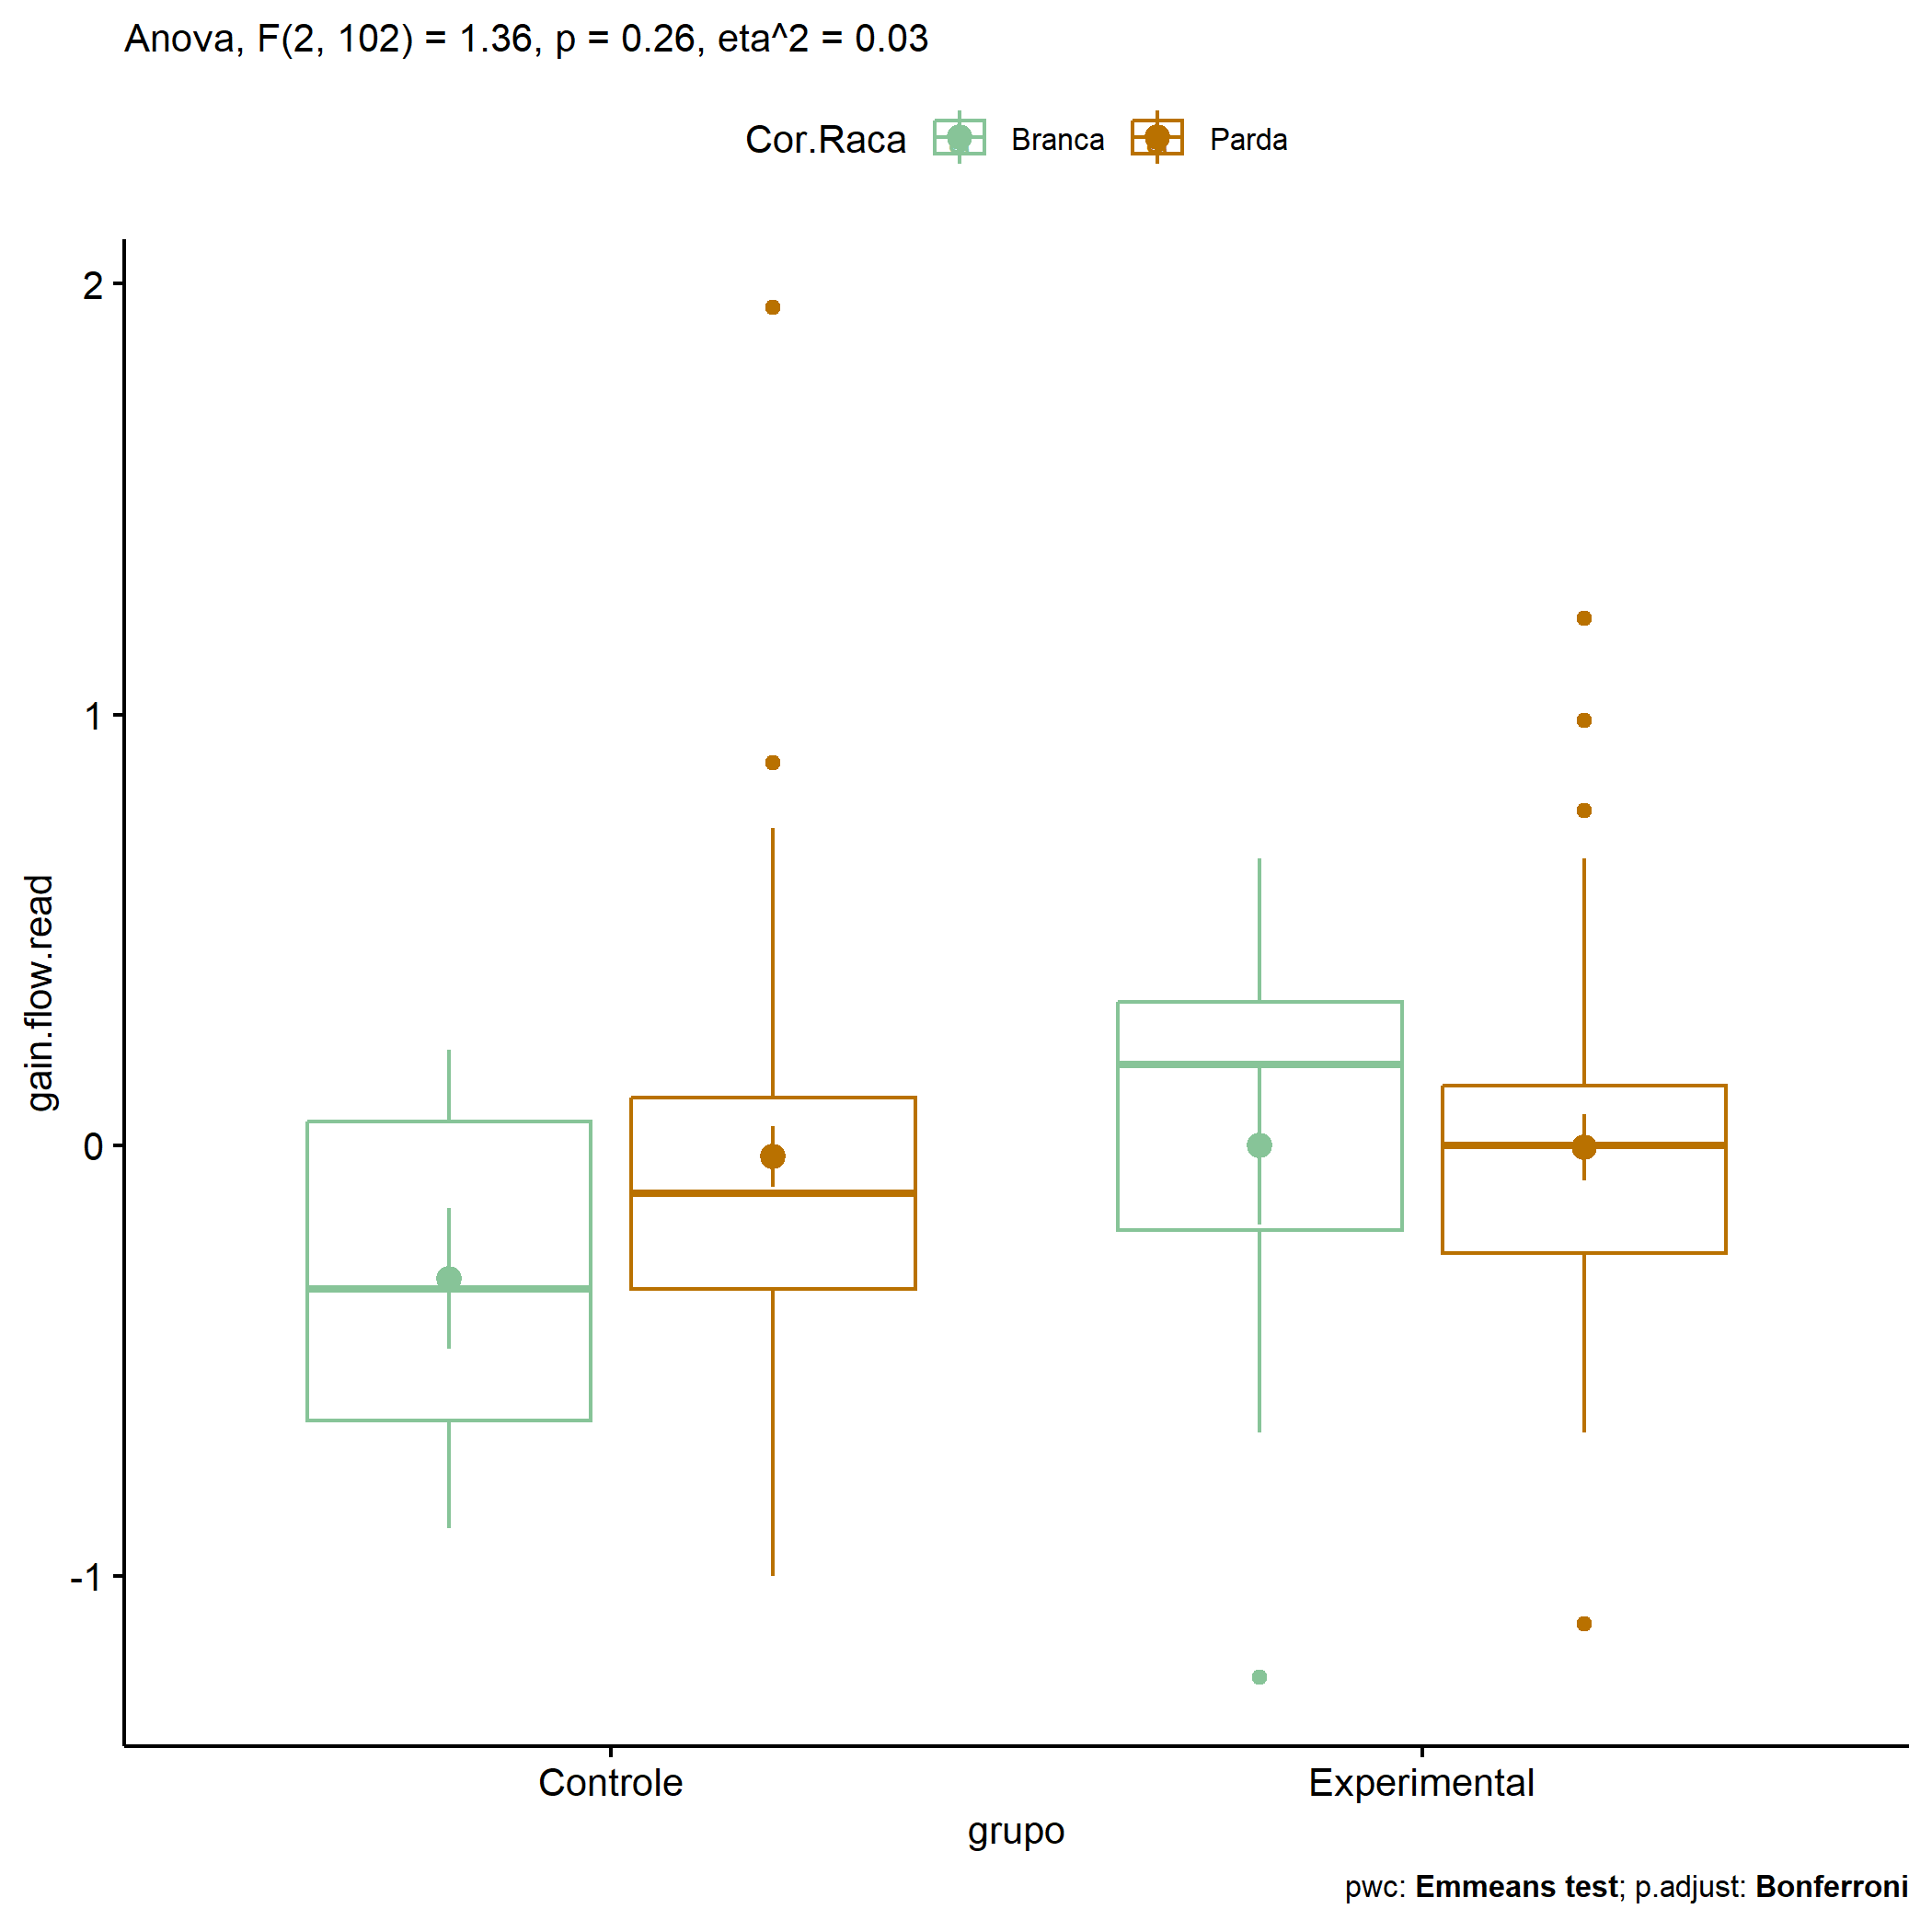 Anova, F(2, 102) = 1.36, p = 0.26, eta^2 = 0.03
Cor.Raca Branca Parda
2
1
0
-1
gain.flow.read
Controle Experimental
grupo
pwc: Emmeans test; p.adjust: Bonferroni